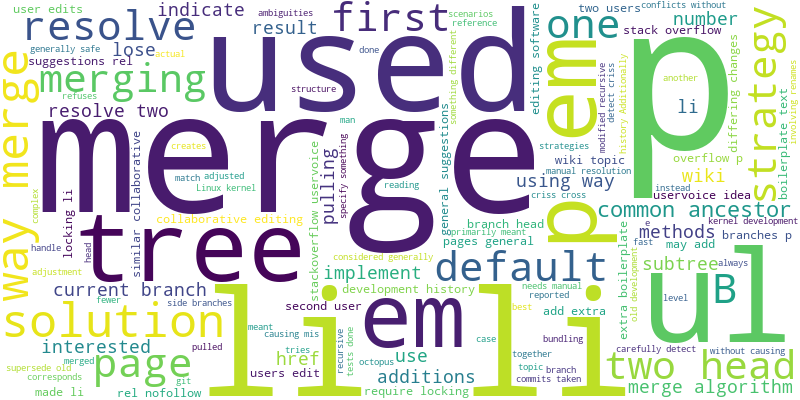 user edits
resolve
indicate
first
ambiguities
scenarios
reference
two users
conflicts without
generally safe
lose
result
one
number
suggestions rel
actual
done
stack overflow
merging
refuses
used
something different
editing software
p
differing changes
involving renames
resolve two
structure
another
modified recursive
detect criss
history Additionally
li
strategy
boilerplate text
way merge
merge
man
strategies
overflow p
creates
manual resolution
wiki topic
wiki
match
adjusted
Linux kernel
pulling
specify something
reading
general suggestions
using way
p em
instead
uservoice idea
locking li
similar collaborative
collaborative editing
criss cross
common ancestor
complex
tree
stackoverflow uservoice
primarily meant
branch head
methods
e
kernel development
handle
head
pages general
branches p
considered generally
fast
may add
always
adjustment
implement
default
old development
subtree
current branch
development history
needs manual
reported
extra boilerplate
level
B
ul
fewer
side branches
second user
add extra
solution
meant
causing mis
em
case
best
li li
interested
tries
recursive
tests done
bundling
together
carefully detect
without causing
merged
pulled
page
href
octopus
use
topic
branch
two head
supersede old
corresponds
git
users edit
additions
commits taken
made li
rel nofollow
require locking
merge algorithm